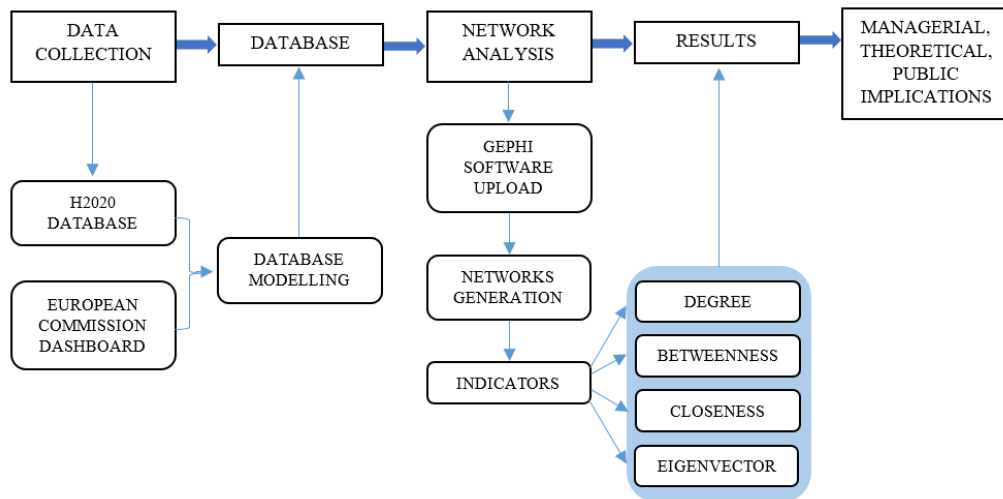 DATA
COLLECTION
DATABASE
NETWORK
ANALYSIS
RESULTS
MANAGERIAL,
THEORETICAL,
PUBLIC
IMPLICATIONS
H2020
DATABASE
EUROPEAN
COMMISSION
DASHBOARD
DATABASE
MODELLING
GEPHI
SOFTWARE
UPLOAD
NETWORKS
GENERATION
INDICATORS
DEGREE
BETWEENNESS
CLOSENESS
EIGENVECTOR